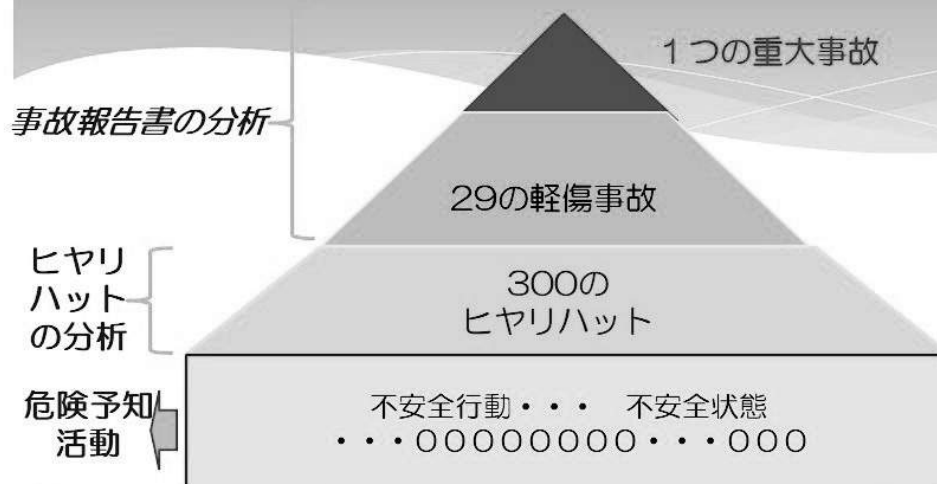 1つの重大事故
事故報告書の分析
29の軽傷事故
ヒヤリ
ハット
の分析
300の
ヒヤリハット
危険予知
活動
不安全行動・・・　不安全状態
・・・○○○○○○○○・・・○○○